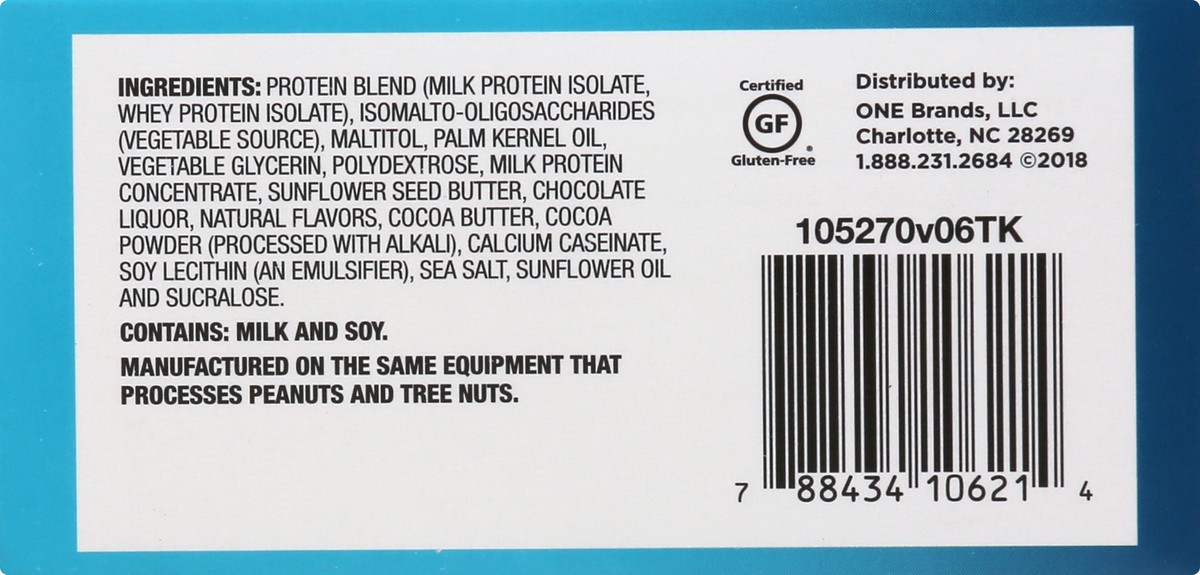 INGREDIENTS: PROTEIN BLEND (MILK PROTEIN ISOLATE,
WHEY PROTEIN ISOLATE), ISOMALTO-OLIGOSACCHARIDES
(VEGETABLE SOURCE), MALTITOL, PALM KERNEL OIL,
VEGETABLE GLYCERIN, POLYDEXTROSE, MILK PROTEIN
CONCENTRATE, SUNFLOWER SEED BUTTER, CHOCOLATE
LIQUOR, NATURAL FLAVORS, COCOA BUTTER, COCOA
POWDER (PROCESSED WITH ALKALI), CALCIUM CASEINATE,
SOY LECITHIN (AN EMULSIFIER), SEA SALT, SUNFLOWER OIL
AND SUCRALOSE.
CONTAINS: MILK AND SOY.
MANUFACTURED ON THE SAME EQUIPMENT THAT
PROCESSES PEANUTS AND TREE NUTS.
Certified
GF
Gluten-Free
Distributed by:
ONE Brands, LLC
Charlotte, NC 28269
1.888.231.2684 ©2018
105270v06TK
7 88434 10621 4